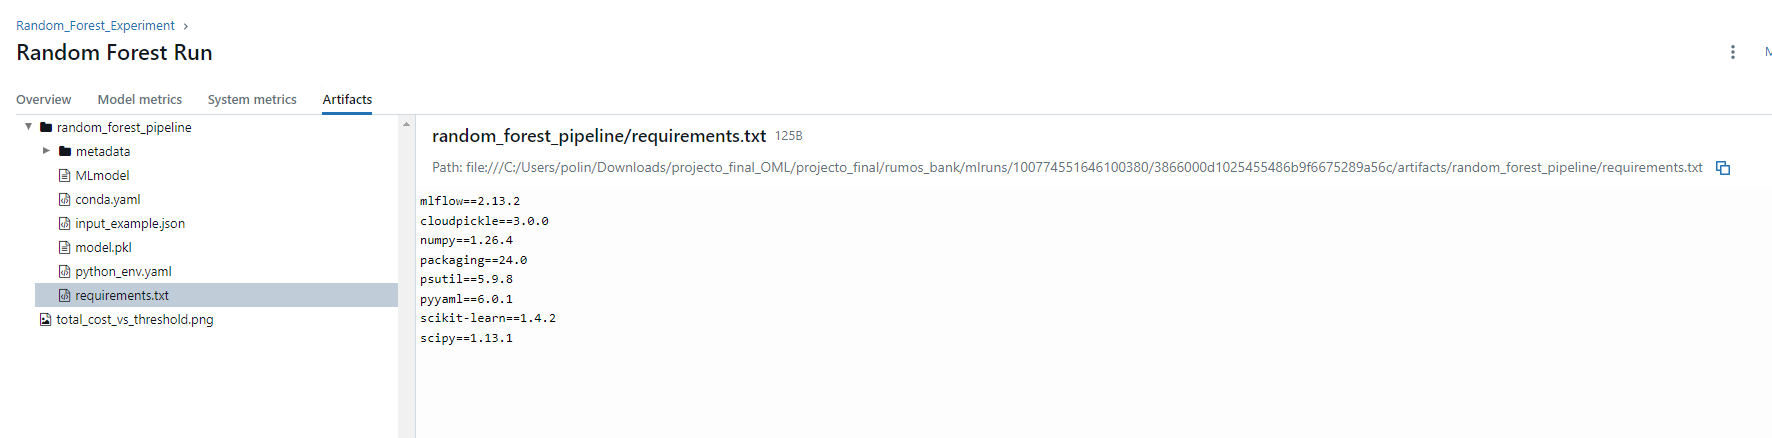 Random_Forest_Experiment
Random Forest Run
M
Overview Model metrics System metrics Artifacts
random_forest_pipeline
metadata
MLmodel
conda.yaml
input_example.json
model.pkl
python_env.yaml
requirements.txt
total_cost_vs_threshold.png
random_forest_pipeline/requirements.txt 125B
Path: file:///C:/Users/polin/Downloads/projecto_final_OML/projecto_final/rumos_bank/mlruns/100774551646100380/3866000d1025455486b9f6675289a56c/artifacts/random_forest_pipeline/requirements.txt
mlflow==2.13.2
cloudpickle==3.0.0
numpy==1.26.4
packaging==24.0
psutil==5.9.8
pyyaml==6.0.1
scikit-learn==1.4.2
scipy==1.13.1